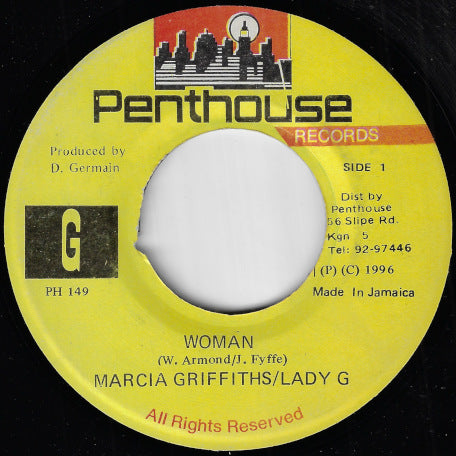 Penthouse
RECORDS
Produced by
D. Germain
SIDE 1
Dist by
Penthouse
56 Slipe Rd.
Kgn 5
Tel: 92-97446
G
PH 149
(P) (C) 1996
Made In Jamaica
WOMAN
(W. Armond/J. Fyffe)
MARCIA GRIFFITHS/LADY G
All Rights Reserved